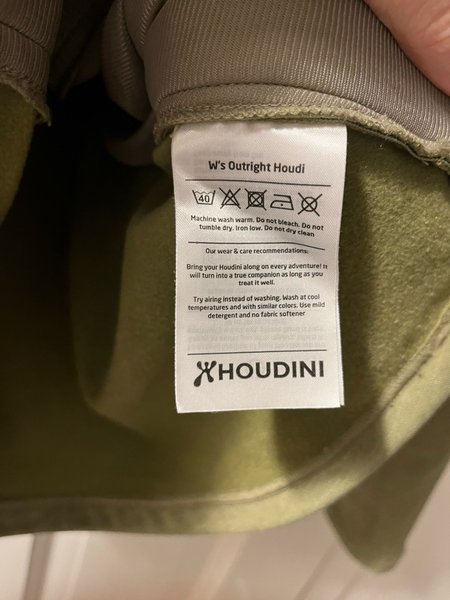 W's Outright Houdi
40
Machine wash warm. Do not bleach. Do not
tumble dry. Iron low. Do not dry clean
Our wear & care recommendations:
Bring your Houdini along on every adventure! It
will turn into a true companion as long as you
treat it well.
Try airing instead of washing. Wash at cool
temperatures and with similar colors. Use mild
detergent and no fabric softener
HOUDINI